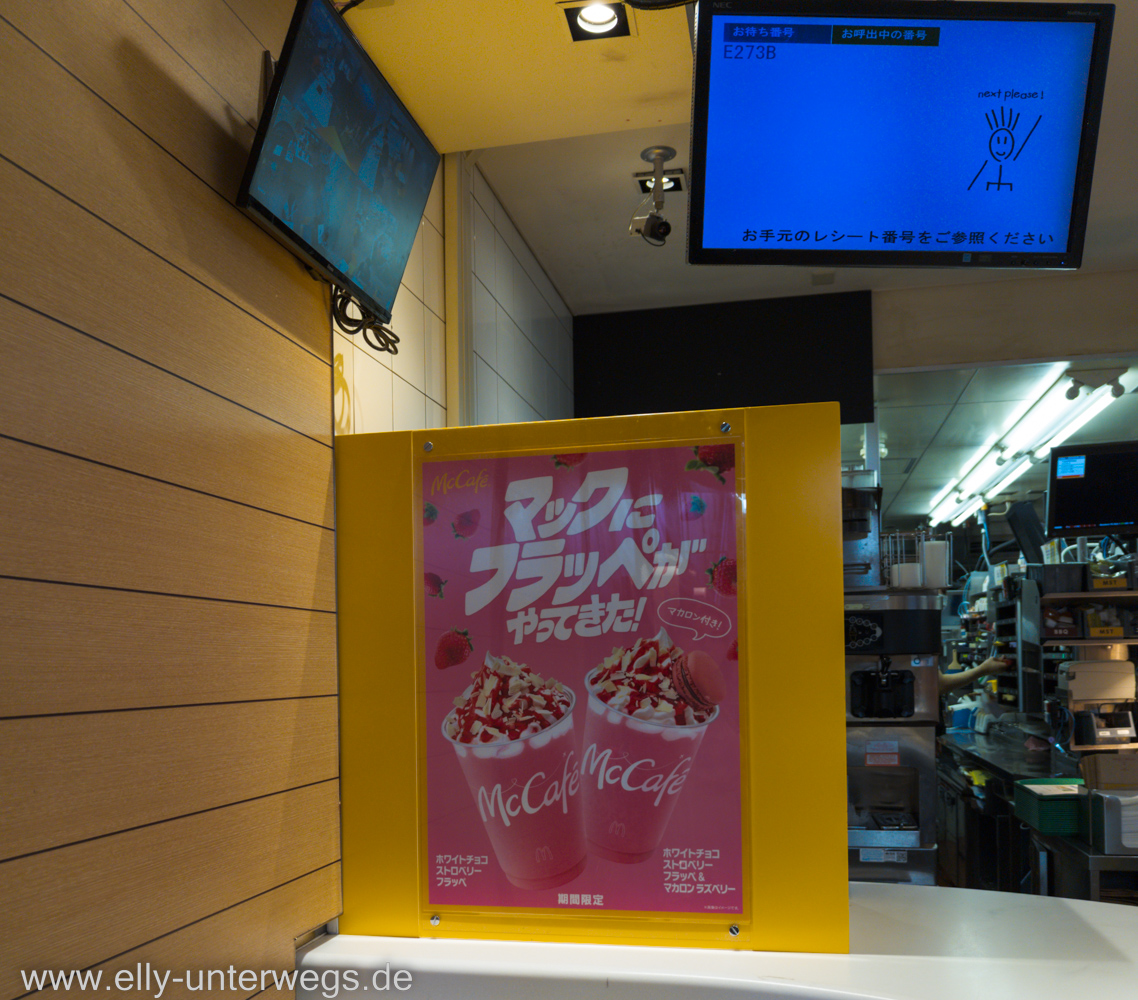 NEC
お待ち番号
お呼出中の番号
E273B
next please!
お手元のレシート番号をご参照ください
McCafé
マックに
フラッペが
やってきた!
マカロン付き!
McCafé
McCafé
ホワイトチョコ
ストロベリー
フラッペ
ホワイトチョコ
ストロベリー
フラッペ&
マカロン ラズベリー
期間限定
BBQ
MST
www.elly-unterwegs.de